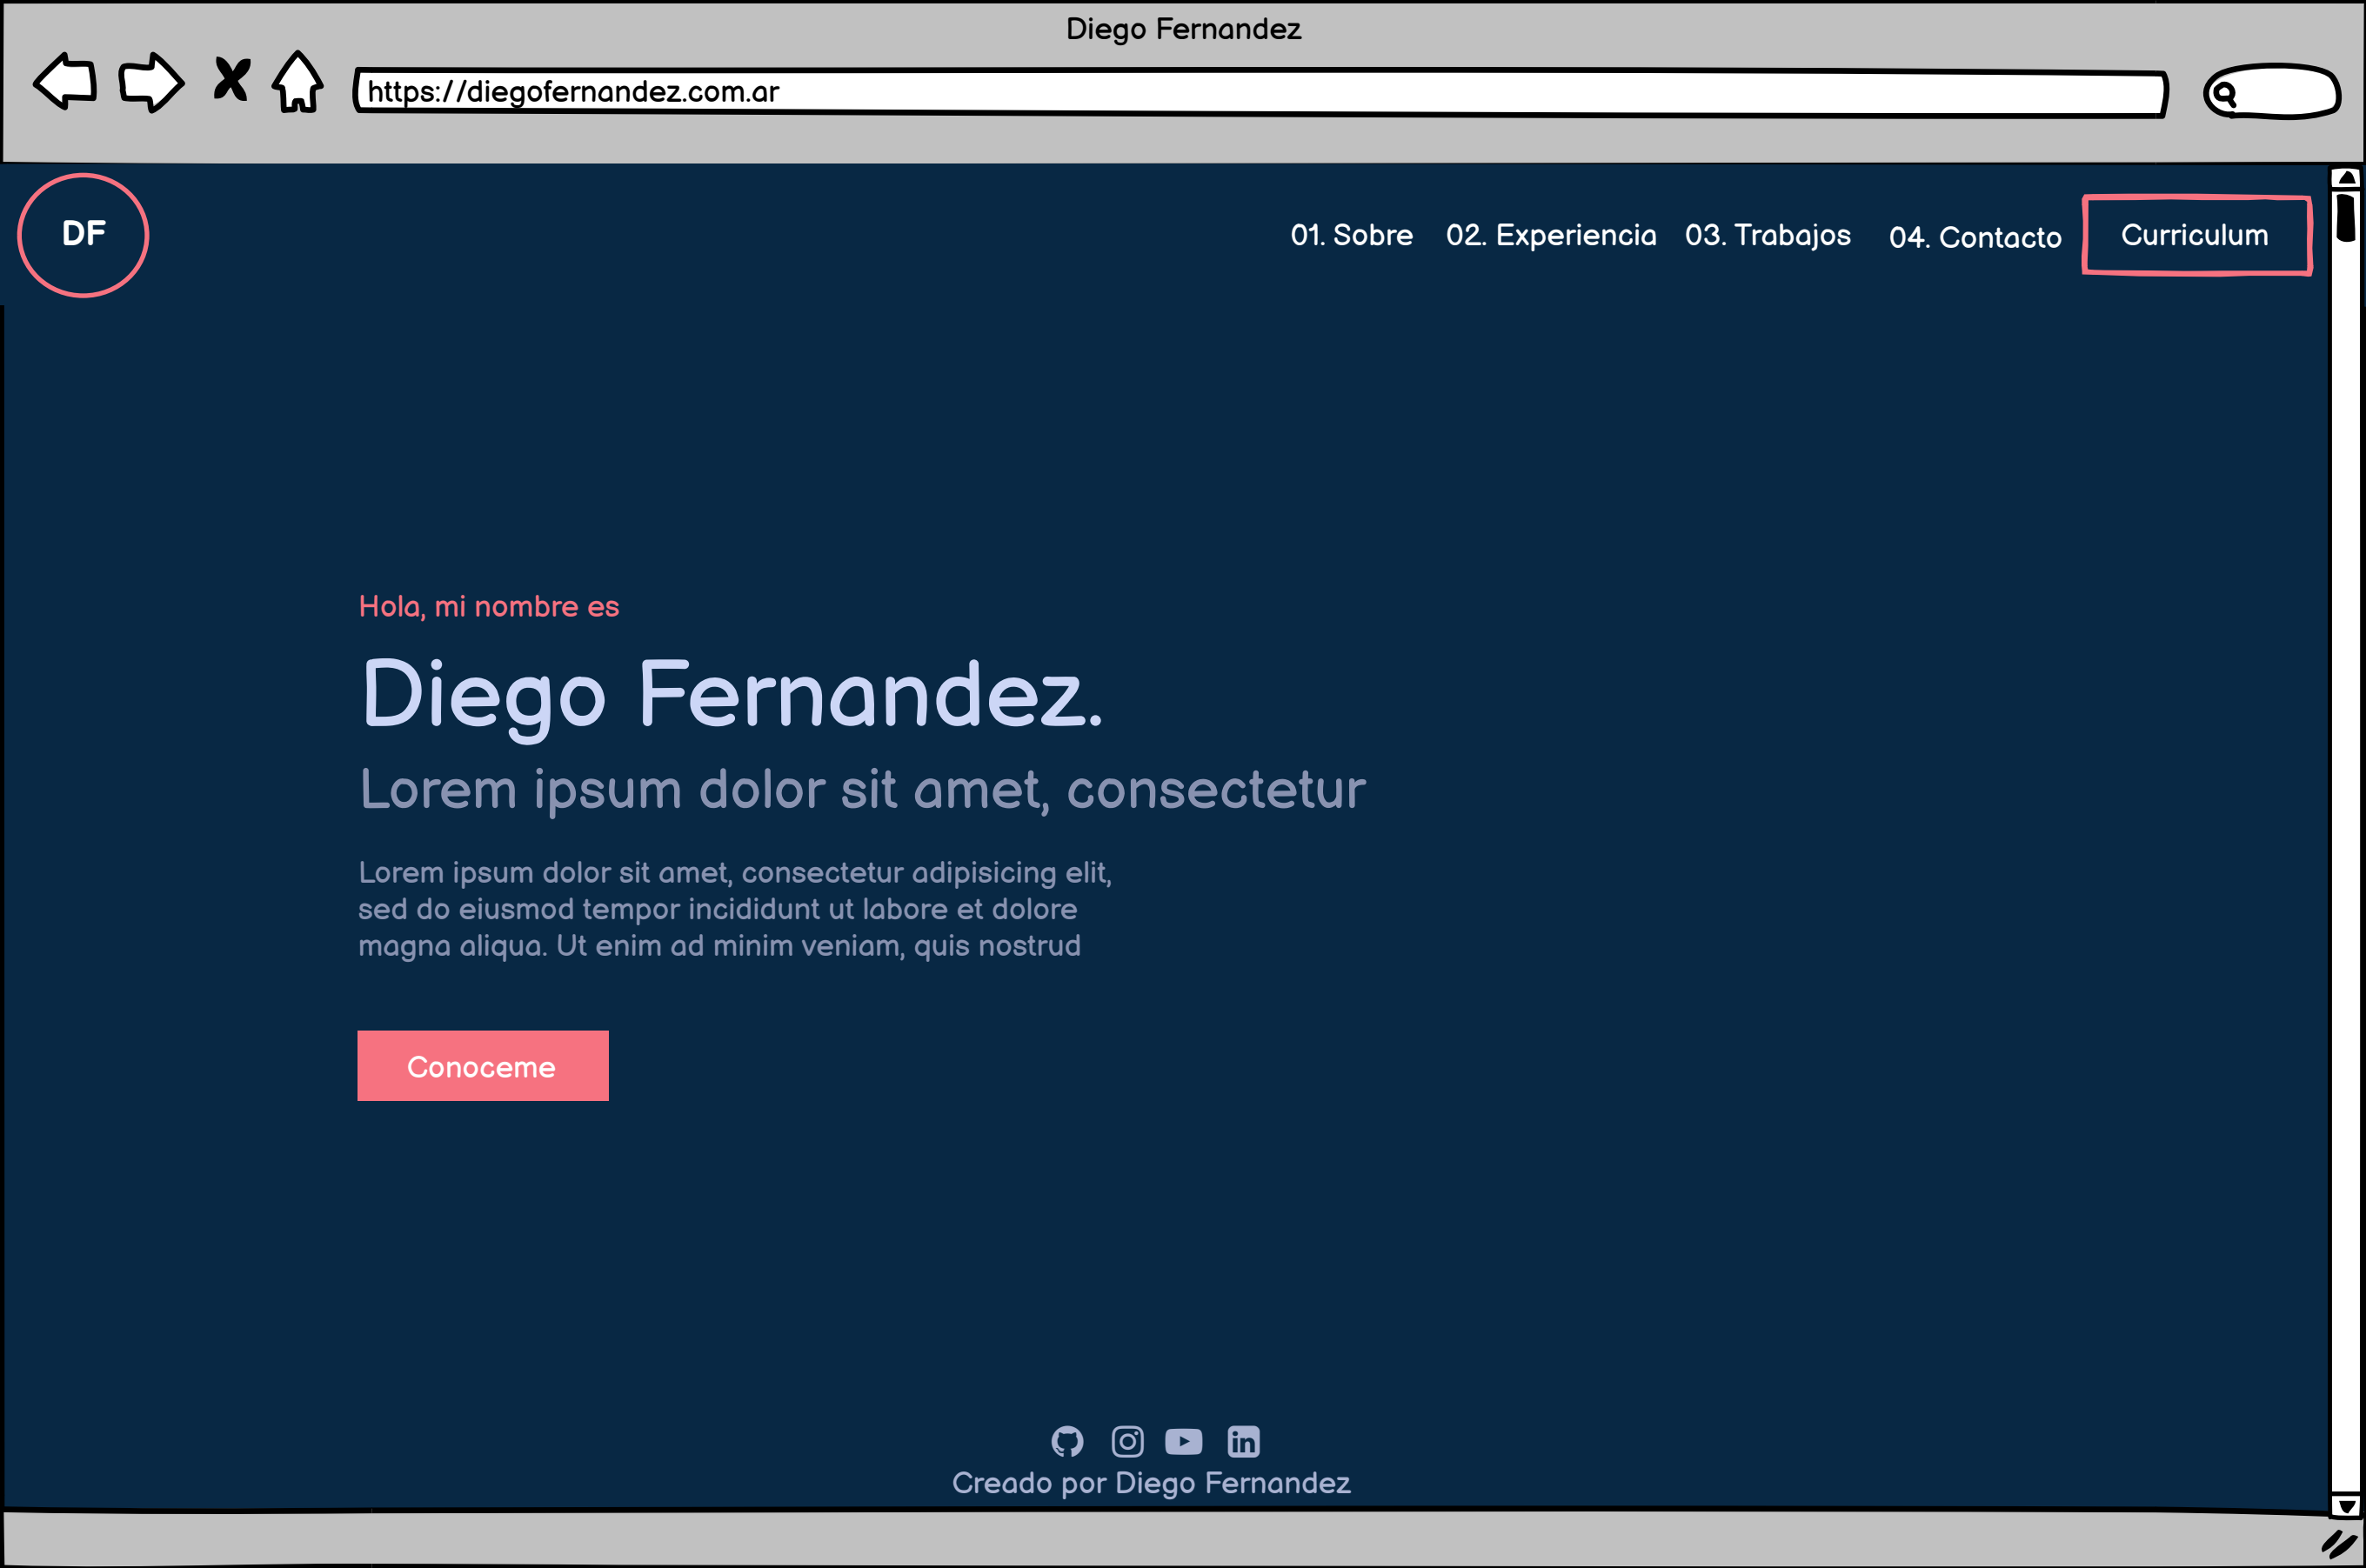 Diego Fernandez
https://diegofernandez.com.ar
DF
01. Sobre
02. Experiencia
03. Trabajos
04. Contacto
Curriculum
Hola, mi nombre es
Diego Fernandez.
Lorem ipsum dolor sit amet, consectetur
Lorem ipsum dolor sit amet, consectetur adipisicing elit,
sed do eiusmod tempor incididunt ut labore et dolore
magna aliqua. Ut enim ad minim veniam, quis nostrud
Conoceme
in
Creado por Diego Fernandez